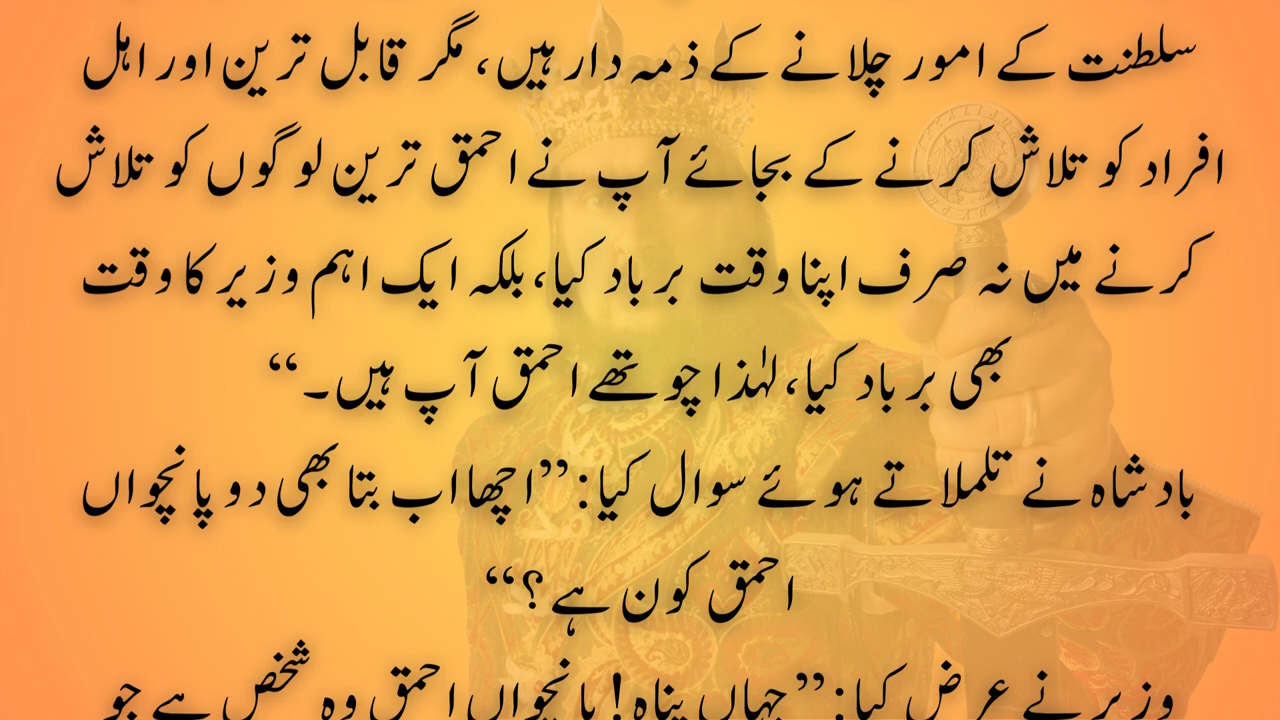 سلطنت کے امور چلانے کے ذمہ دار ہیں، مگر قابل ترین اور اہل
افراد کو تلاش کرنے کے بجائے آپ نے احمق ترین لوگوں کو تلاش
کرنے میں نہ صرف اپنا وقت برباد کیا، بلکہ ایک اہم وزیر کا وقت
بھی برباد کیا، لہٰذا چوتھے احمق آپ ہیں۔“
بادشاہ نے تلملاتے ہوئے سوال کیا: ”اچھا اب بتا بھی دو پانچواں
احمق کون ہے؟“
وزیر نے عرض کیا: ”جہاں پناہ! پانچواں احمق وہ شخص ہے جو